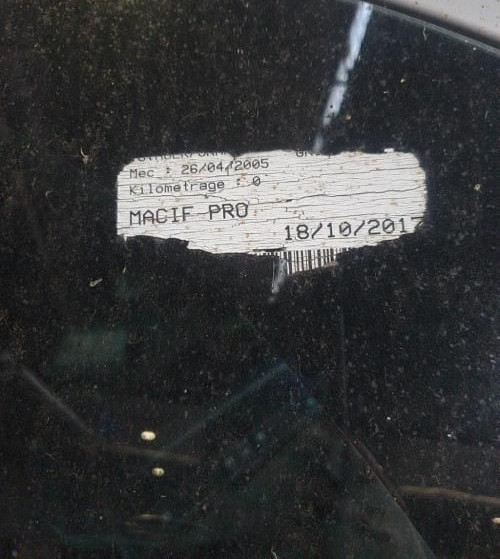 Mec : 26/04/2005
Kilometrage : 0
MACIF PRO
18/10/2017